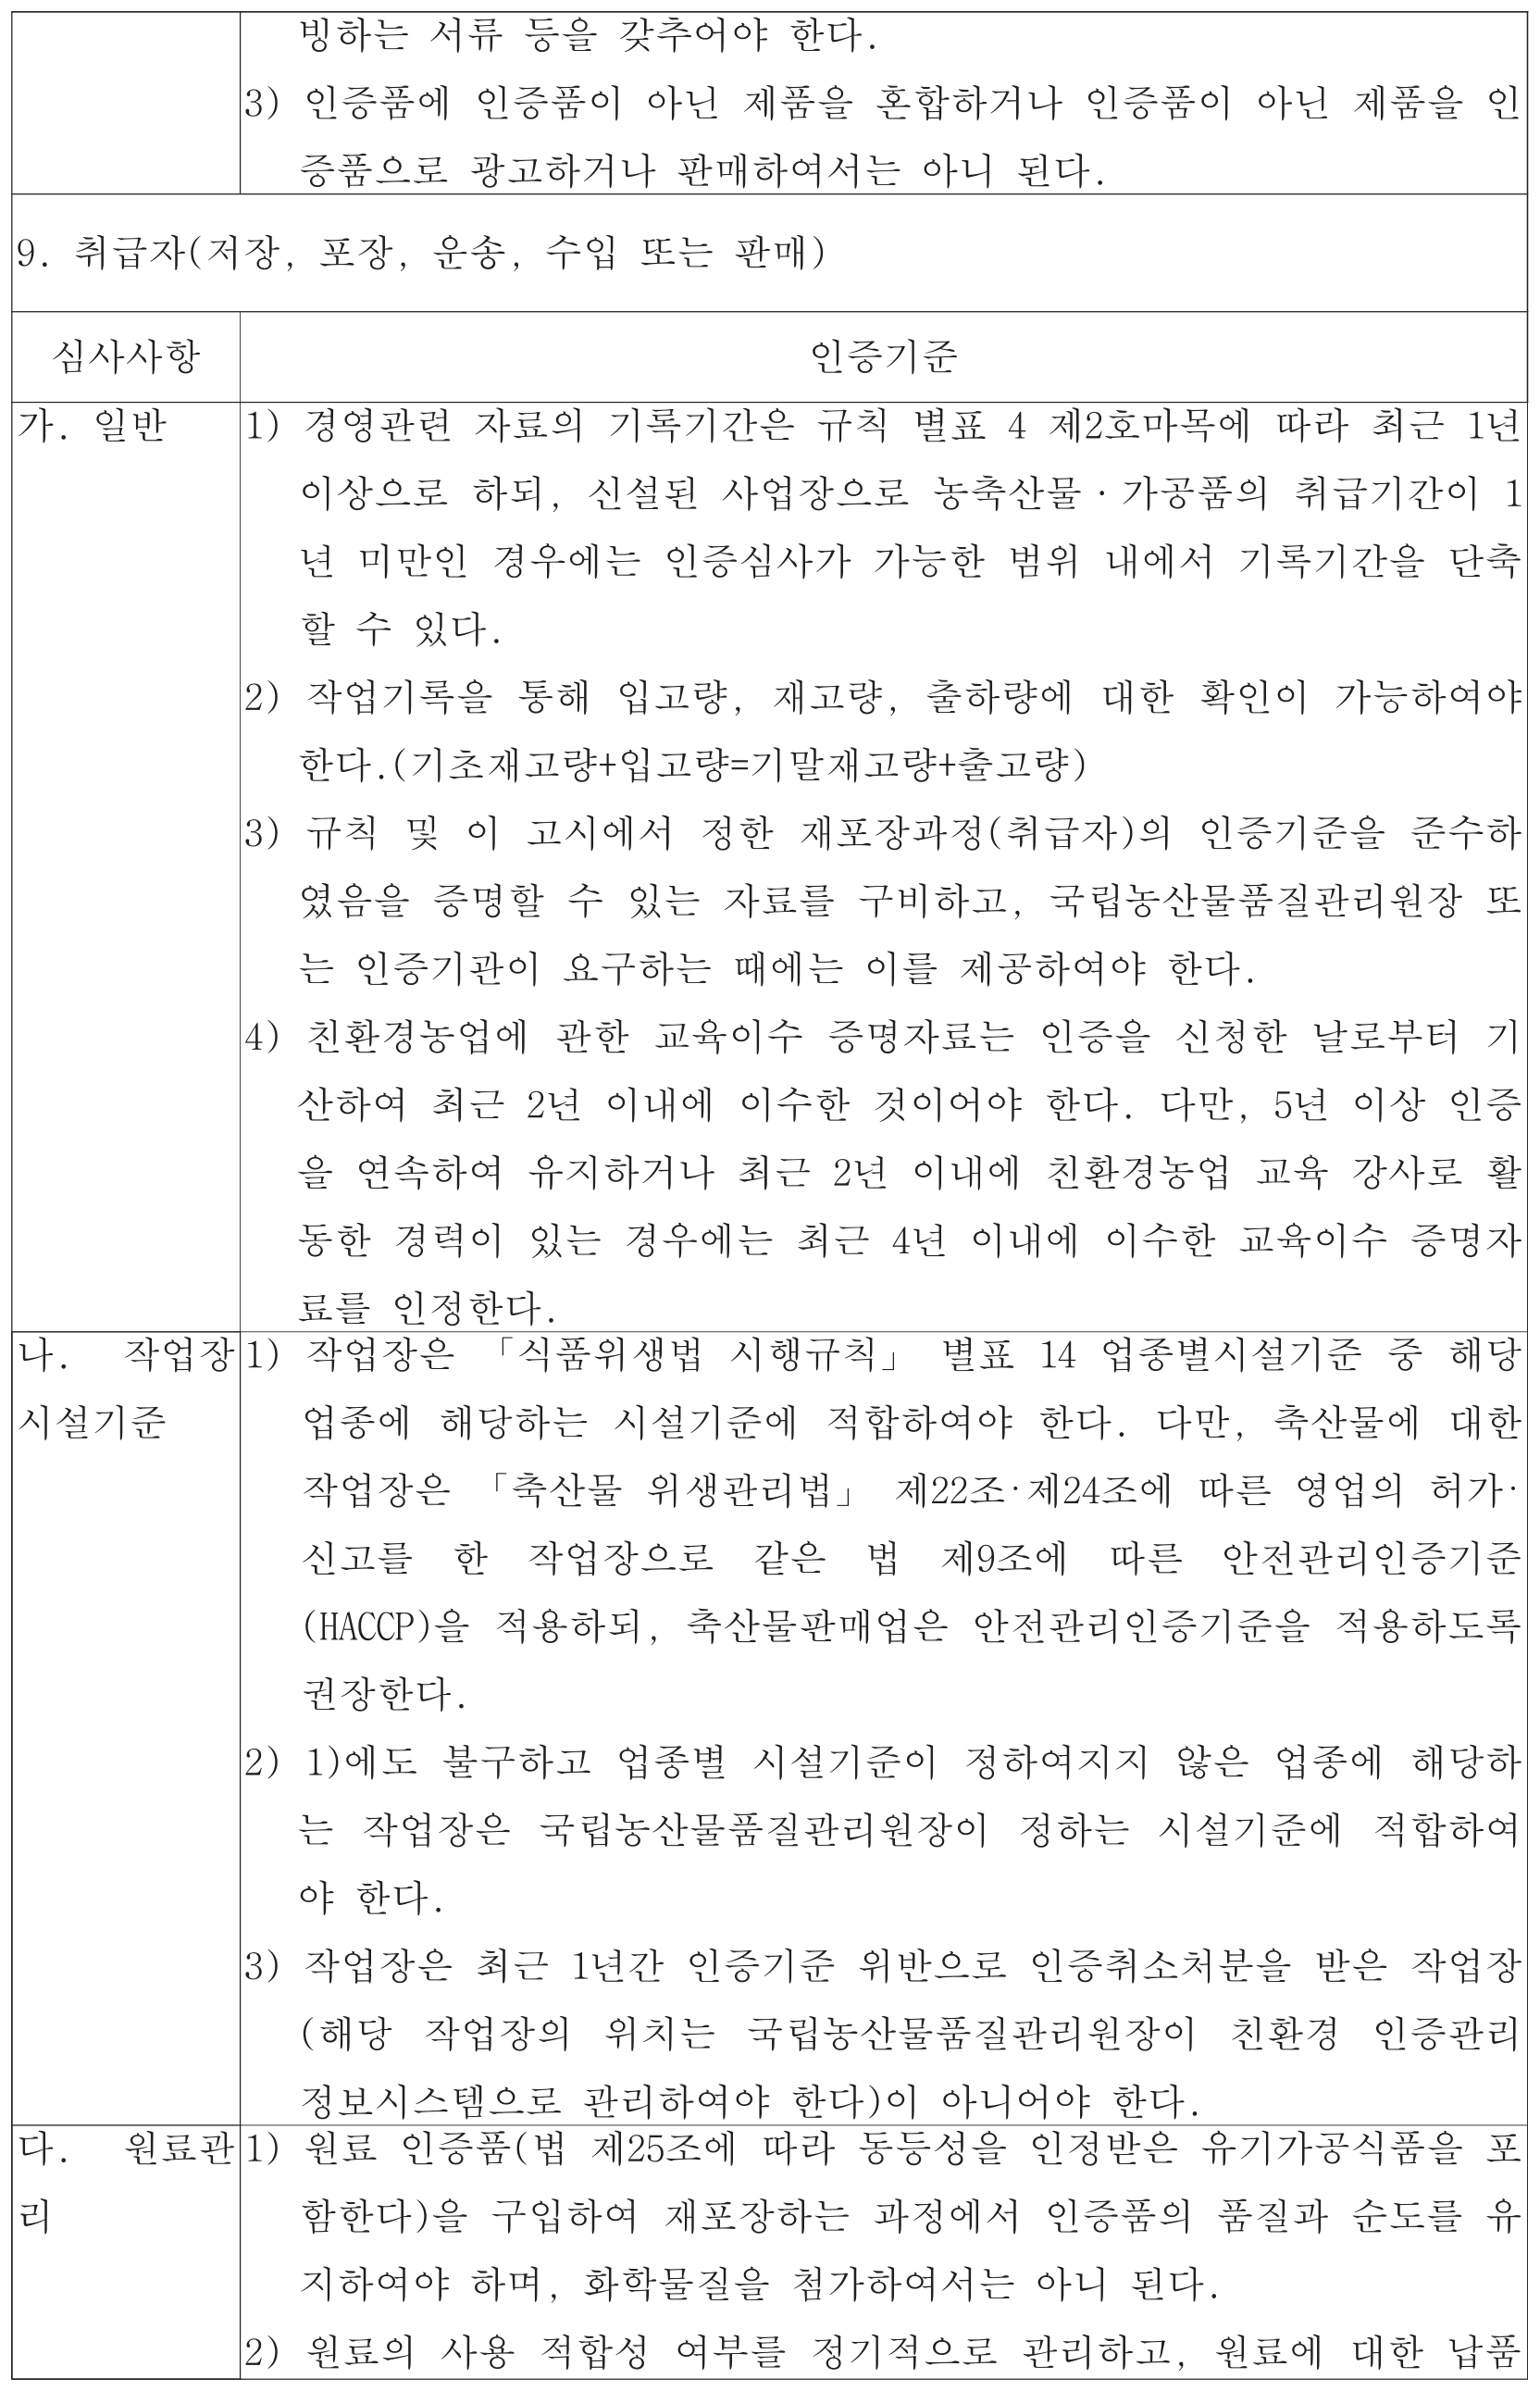 빙하는 서류 등을 갖추어야 한다.
3) 인증품에 인증품이 아닌 제품을 혼합하거나 인증품이 아닌 제품을 인
증품으로 광고하거나 판매하여서는 아니 된다.
9. 취급자(저장, 포장, 운송, 수입 또는 판매)
심사사항 인증기준
가. 일반
1) 경영관련 자료의 기록기간은 규칙 별표 4 제2호마목에 따라 최근 1년
이상으로 하되, 신설된 사업장으로 농축산물·가공품의 취급기간이 1
년 미만인 경우에는 인증심사가 가능한 범위 내에서 기록기간을 단축
할 수 있다.
2) 작업기록을 통해 입고량, 재고량, 출하량에 대한 확인이 가능하여야
한다.(기초재고량+입고량=기말재고량+출고량)
3) 규칙 및 이 고시에서 정한 재포장과정(취급자)의 인증기준을 준수하
였음을 증명할 수 있는 자료를 구비하고, 국립농산물품질관리원장 또
는 인증기관이 요구하는 때에는 이를 제공하여야 한다.
4) 친환경농업에 관한 교육이수 증명자료는 인증을 신청한 날로부터 기
산하여 최근 2년 이내에 이수한 것이어야 한다. 다만, 5년 이상 인증
을 연속하여 유지하거나 최근 2년 이내에 친환경농업 교육 강사로 활
동한 경력이 있는 경우에는 최근 4년 이내에 이수한 교육이수 증명자
료를 인정한다.
나. 작업장
시설기준
1) 작업장은 「식품위생법 시행규칙」 별표 14 업종별시설기준 중 해당
업종에 해당하는 시설기준에 적합하여야 한다. 다만, 축산물에 대한
작업장은 「축산물 위생관리법」 제22조·제24조에 따른 영업의 허가·
신고를 한 작업장으로 같은 법 제9조에 따른 안전관리인증기준
(HACCP)을 적용하되, 축산물판매업은 안전관리인증기준을 적용하도록
권장한다.
2) 1)에도 불구하고 업종별 시설기준이 정하여지지 않은 업종에 해당하
는 작업장은 국립농산물품질관리원장이 정하는 시설기준에 적합하여
야 한다.
3) 작업장은 최근 1년간 인증기준 위반으로 인증취소처분을 받은 작업장
(해당 작업장의 위치는 국립농산물품질관리원장이 친환경 인증관리
정보시스템으로 관리하여야 한다)이 아니어야 한다.
다. 원료관
리
1) 원료 인증품(법 제25조에 따라 동등성을 인정받은 유기가공식품을 포
함한다)을 구입하여 재포장하는 과정에서 인증품의 품질과 순도를 유
지하여야 하며, 화학물질을 첨가하여서는 아니 된다.
2) 원료의 사용 적합성 여부를 정기적으로 관리하고, 원료에 대한 납품